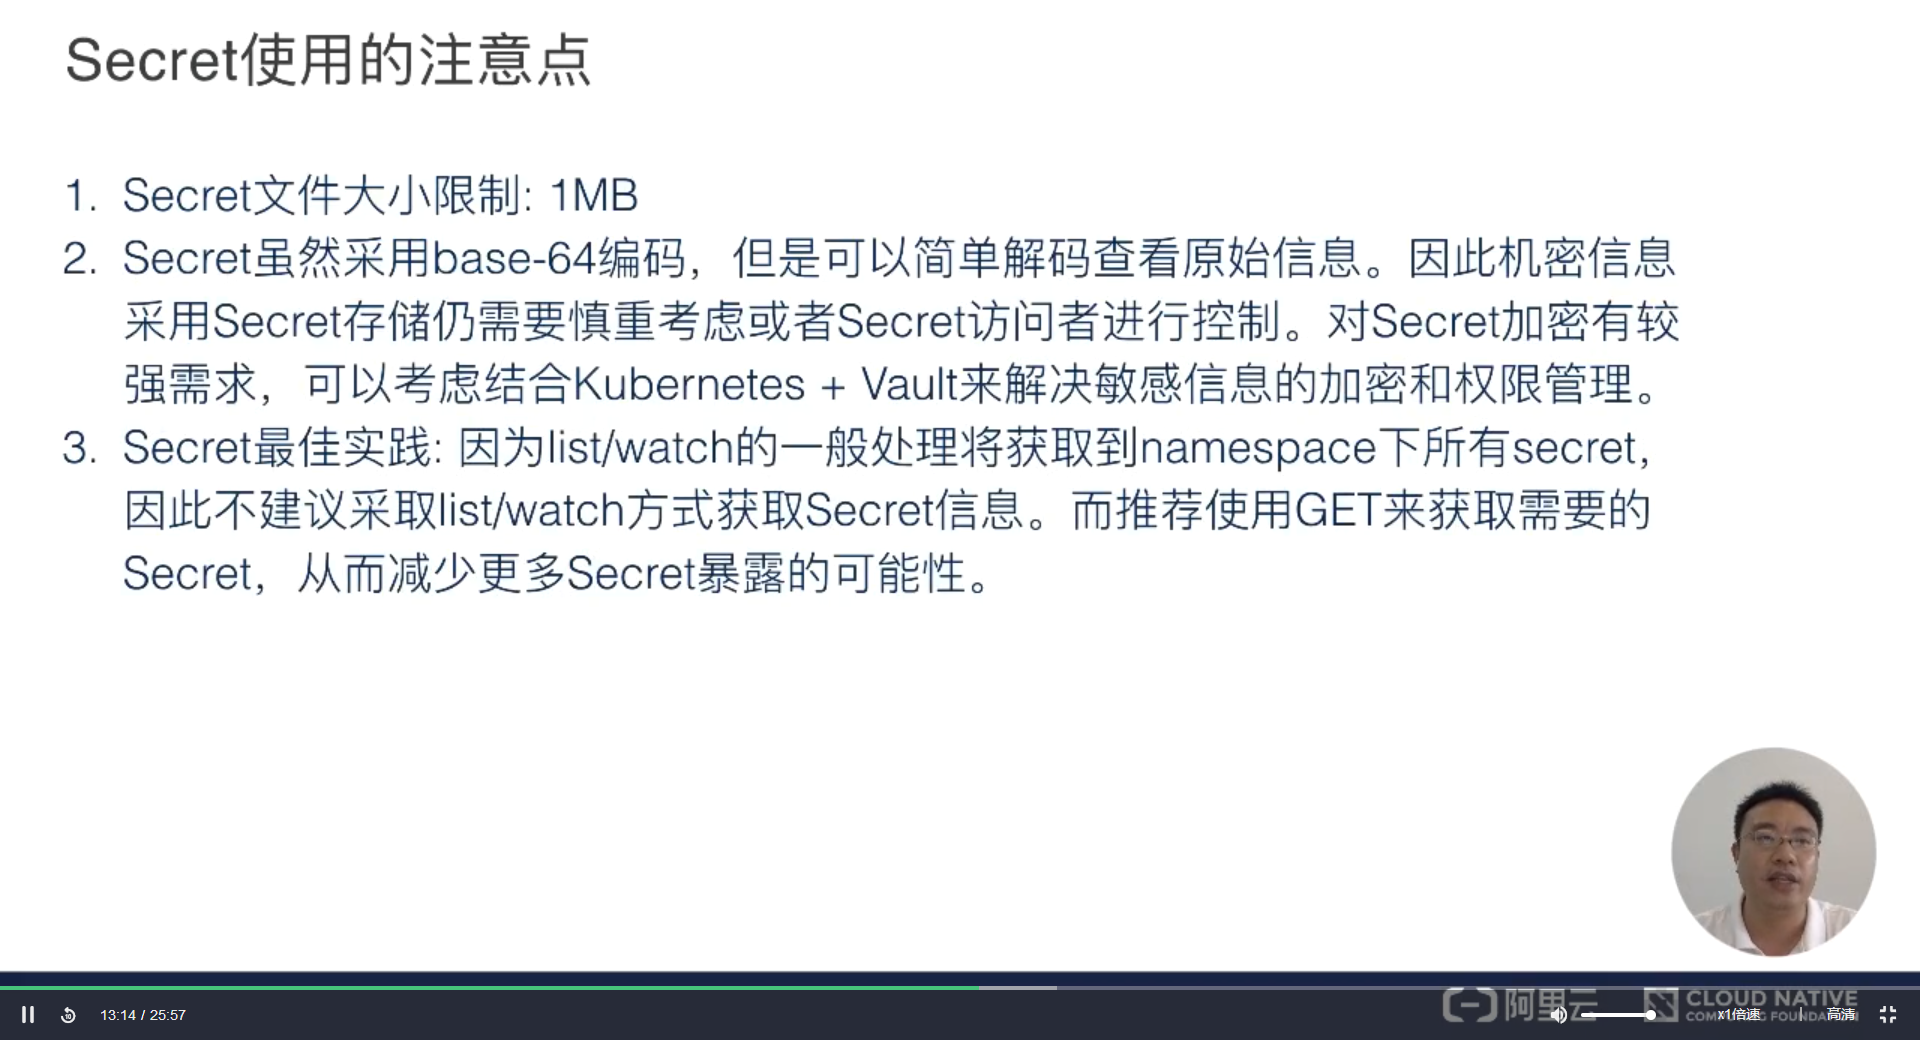 Secret使用的注意点
1. Secret文件大小限制: 1MB
2. Secret虽然采用base-64编码，但是可以简单解码查看原始信息。因此机密信息
采用Secret存储仍需要慎重考虑或者Secret访问者进行控制。对Secret加密有较
强需求，可以考虑结合Kubernetes + Vault来解决敏感信息的加密和权限管理。
3. Secret最佳实践: 因为list/watch的一般处理将获取到namespace下所有secret，
因此不建议采取list/watch方式获取Secret信息。而推荐使用GET来获取需要的
Secret，从而减少更多Secret暴露的可能性。
10
13:14 / 25:57
阿里云
CLOUD NATIVE
x1倍速
高清